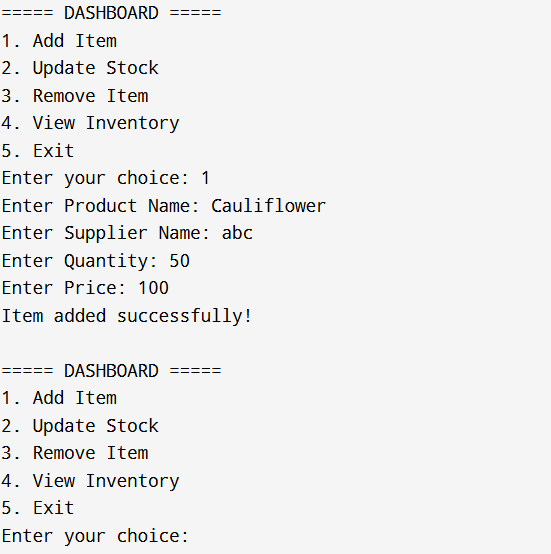 ===== DASHBOARD =====
1. Add Item
2. Update Stock
3. Remove Item
4. View Inventory
5. Exit
Enter your choice: 1
Enter Product Name: Cauliflower
Enter Supplier Name: abc
Enter Quantity: 50
Enter Price: 100
Item added successfully!

===== DASHBOARD =====
1. Add Item
2. Update Stock
3. Remove Item
4. View Inventory
5. Exit
Enter your choice: